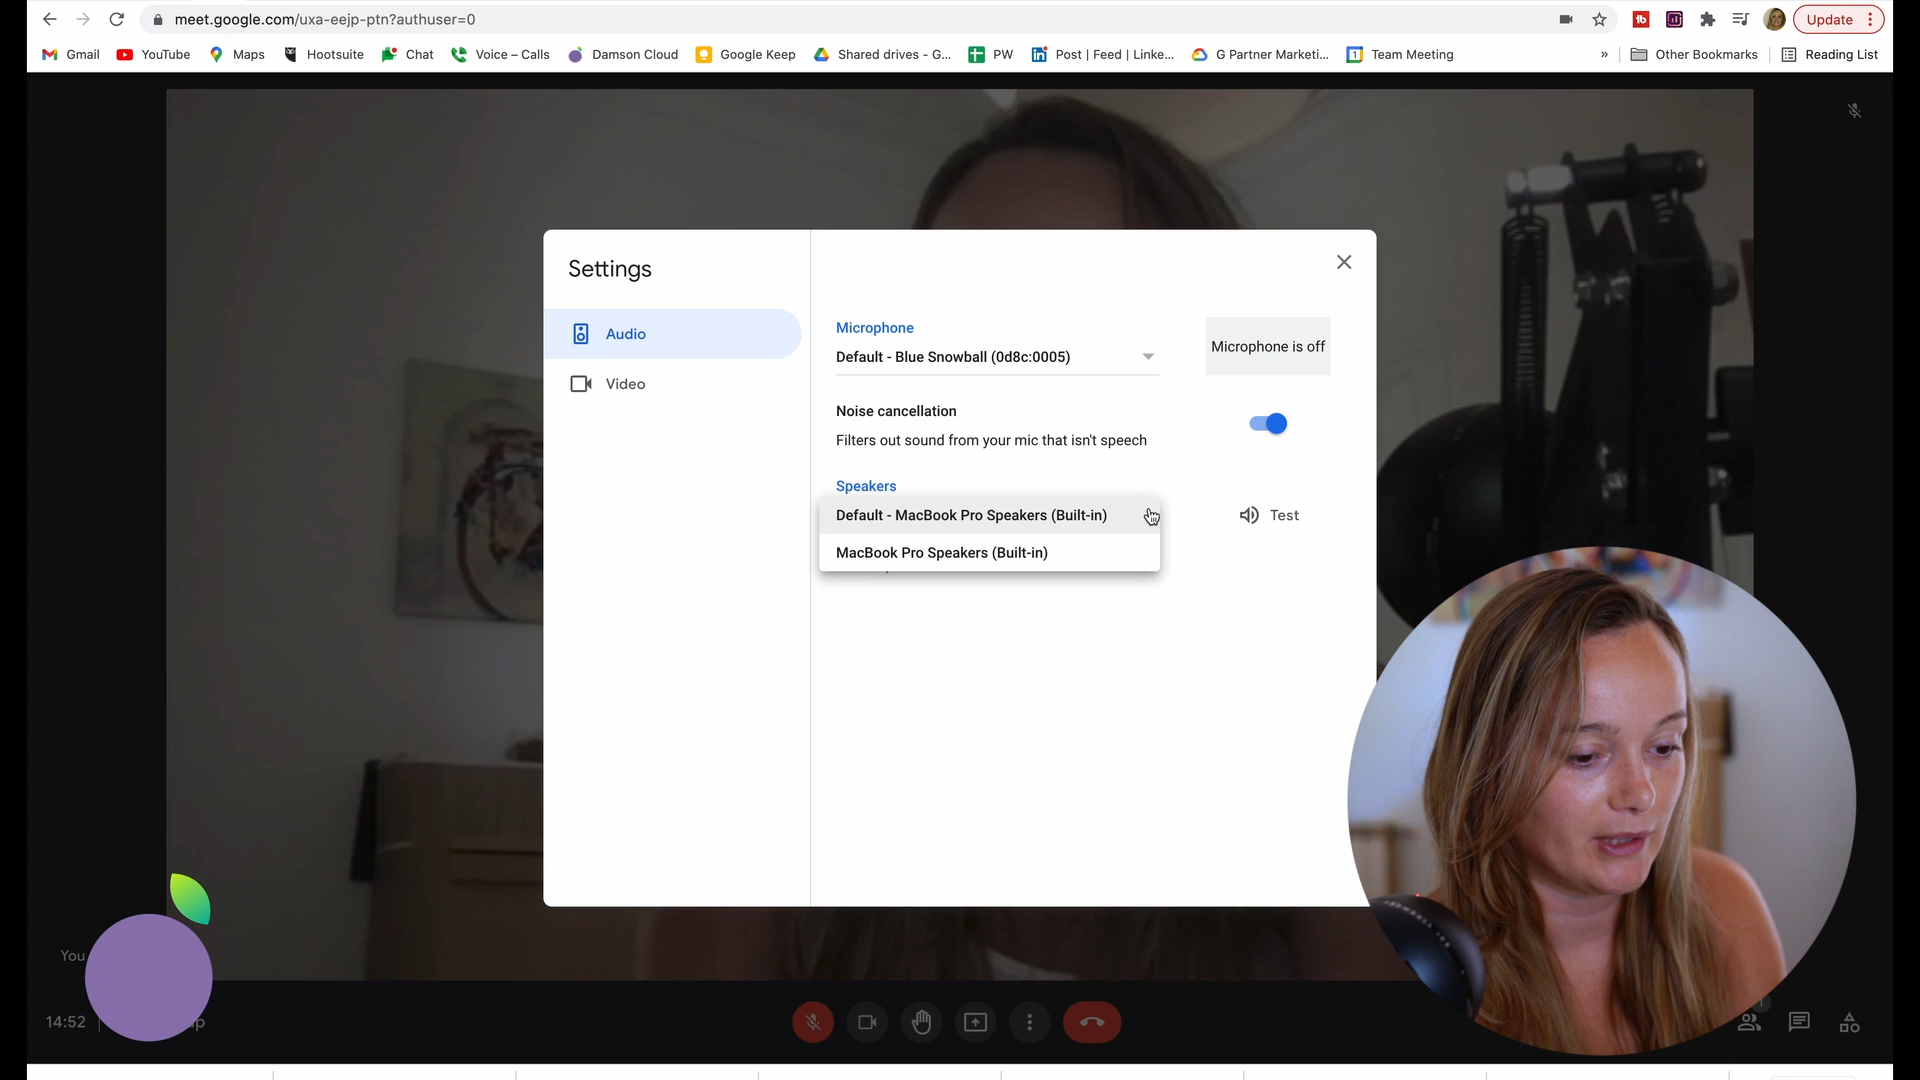 meet.google.com/uxa-eejp-ptn?authuser=0
Update
Gmail
YouTube
Maps
Hootsuite
Chat
Voice – Calls
Damson Cloud
Google Keep
Shared drives - G...
PW
Post | Feed | Linke...
G Partner Marketi...
Team Meeting
»
Other Bookmarks
Reading List
Settings
Audio
Video
Microphone
Default - Blue Snowball (0d8c:0005)
Microphone is off
Noise cancellation
Filters out sound from your mic that isn't speech
Speakers
Default - MacBook Pro Speakers (Built-in)
Test
MacBook Pro Speakers (Built-in)
You
14:52